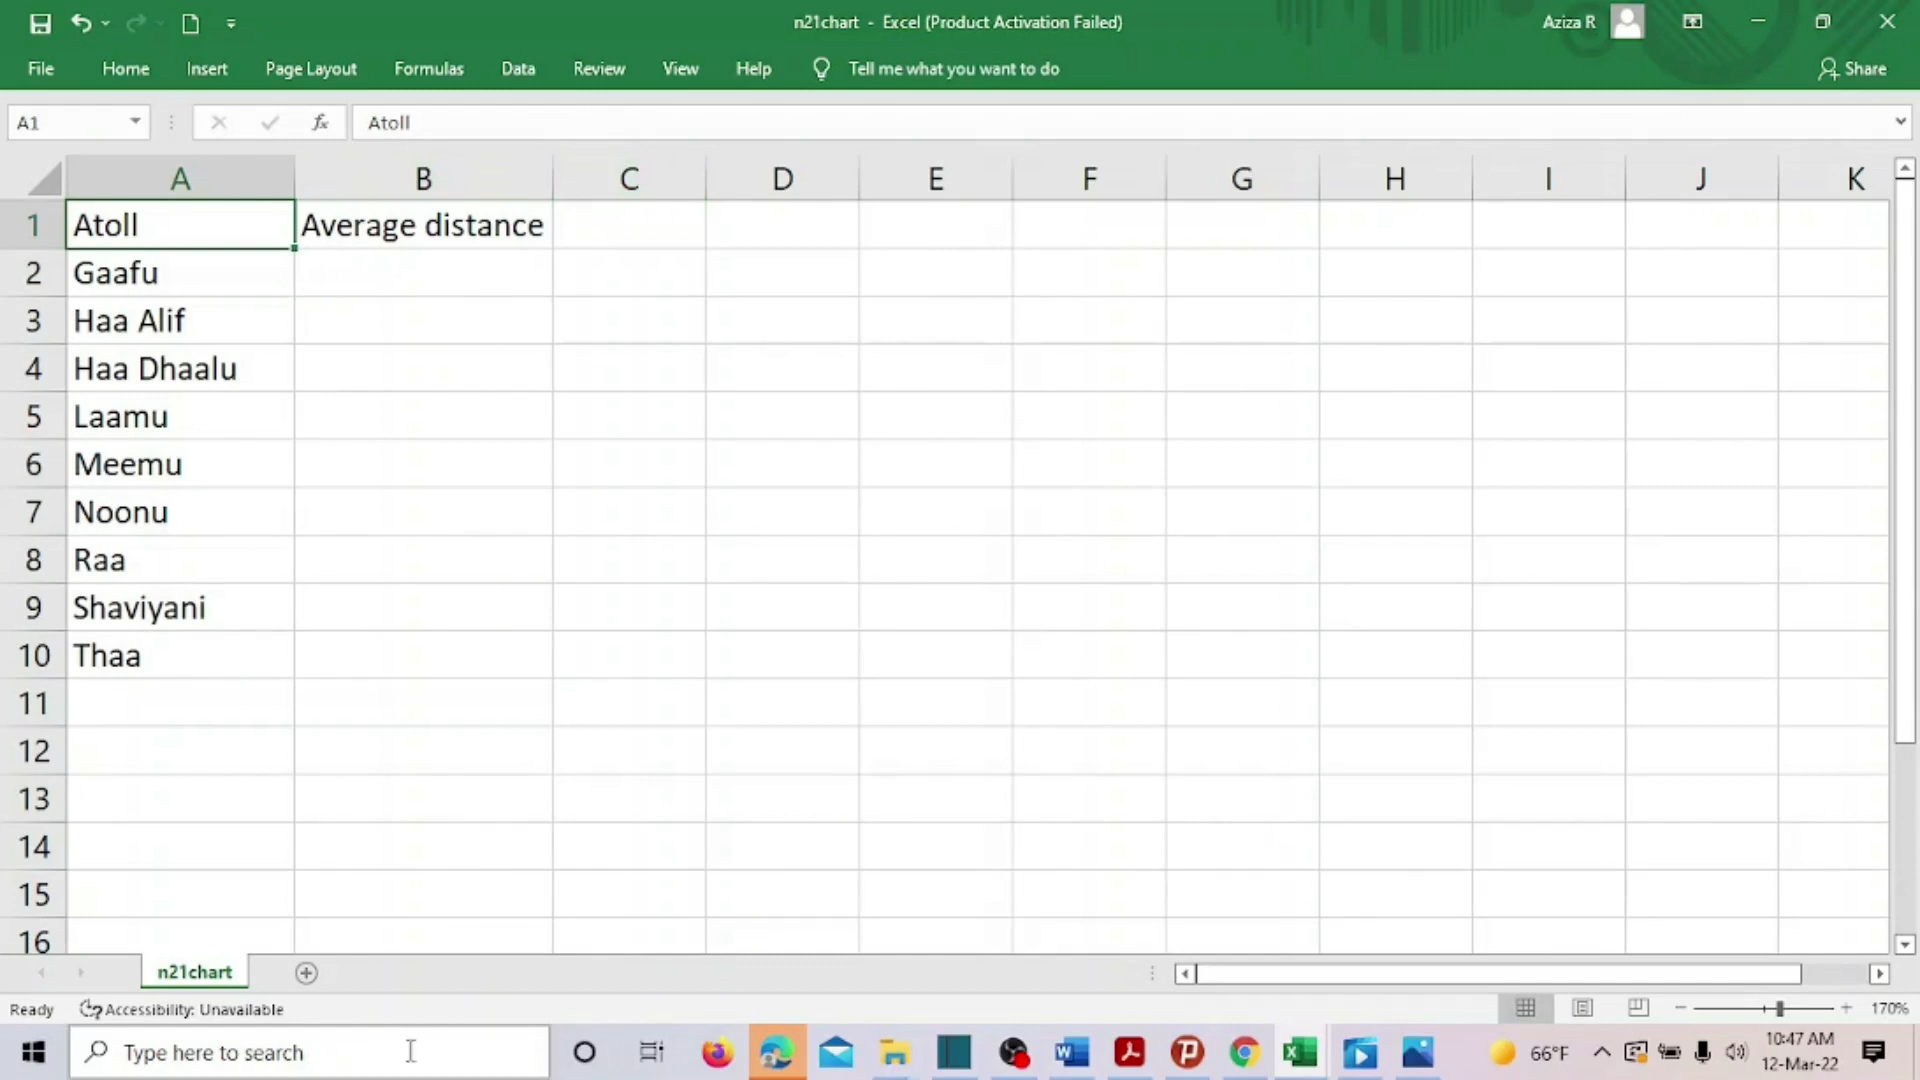 n21chart - Excel (Product Activation Failed)
Aziza R
File Home Insert Page Layout Formulas Data Review View Help Tell me what you want to do Share
A1 fx Atoll
A B C D E F G H I J K
1 Atoll Average distance
2 Gaafu
3 Haa Alif
4 Haa Dhaalu
5 Laamu
6 Meemu
7 Noonu
8 Raa
9 Shaviyani
10 Thaa
11
12
13
14
15
16
n21chart
Ready Accessibility: Unavailable 170%
Type here to search 66°F 10:47 AM
12-Mar-22